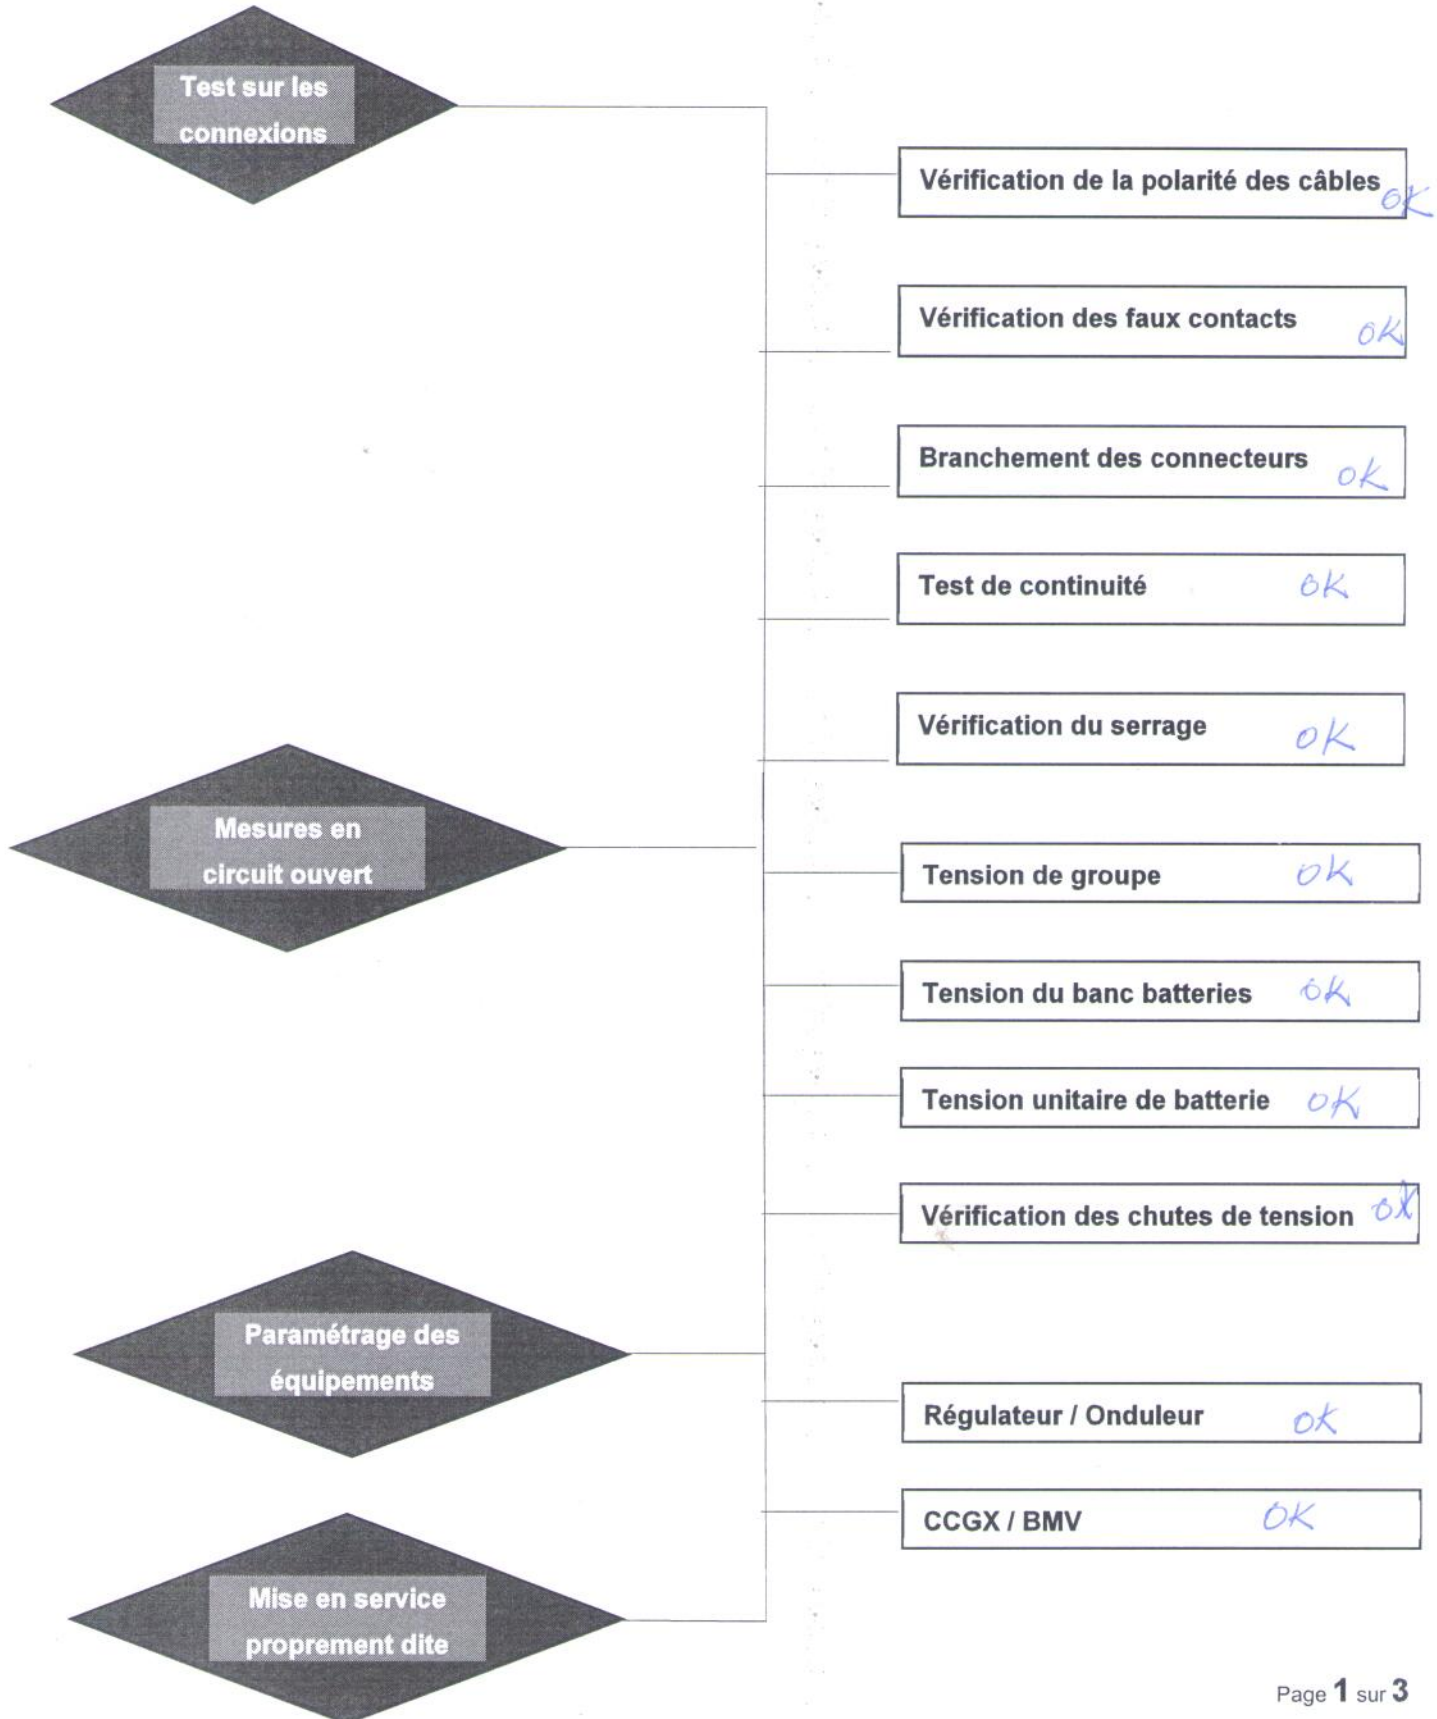 Test sur les
connexions
Vérification de la polarité des câbles OK
Vérification des faux contacts OK
Branchement des connecteurs OK
Test de continuité OK
Vérification du serrage OK
Mesures en
circuit ouvert
Tension de groupe OK
Tension du banc batteries OK
Tension unitaire de batterie OK
Vérification des chutes de tension OK
Paramétrage des
équipements
Régulateur / Onduleur OK
CCGX / BMV OK
Mise en service
proprement dite
Page 1 sur 3